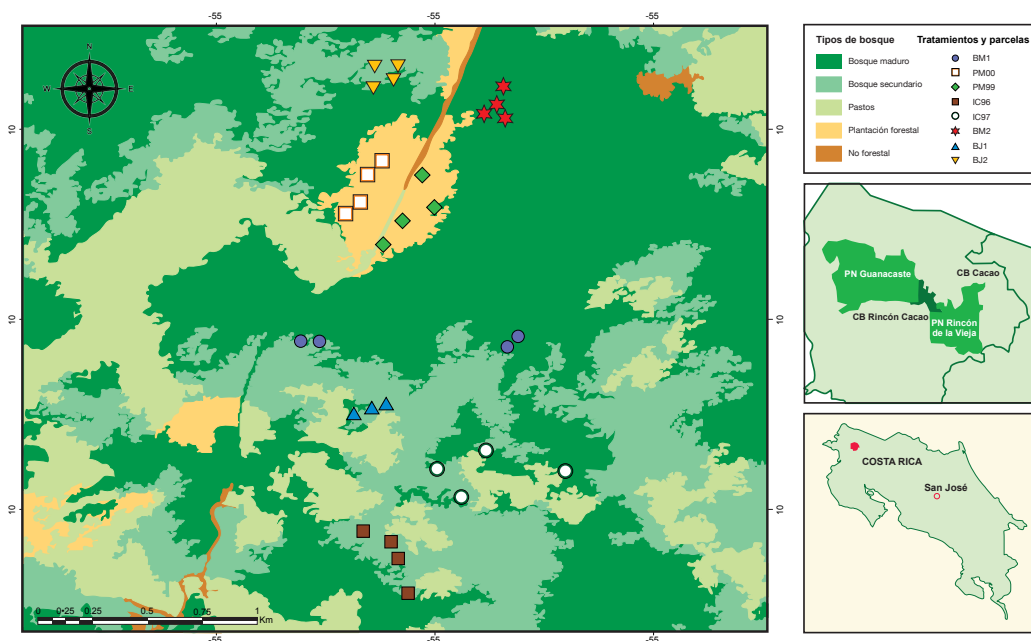 -55 -55 -55
N
W E
S
10 10
10 10
10 10
0 0·25 0.25 0.5 0.76 1
Km
-55 -55 -55
Tipos de bosque Tratamientos y parcelas
Bosque maduro
Bosque secundario
Pastos
Plantación forestal
No forestal
BM1
PM00
PM99
IC96
IC97
BM2
BJ1
BJ2
PN Guanacaste
CB Cacao
CB Rincón Cacao
PN Rincón
de la Vieja
COSTA RICA
San José